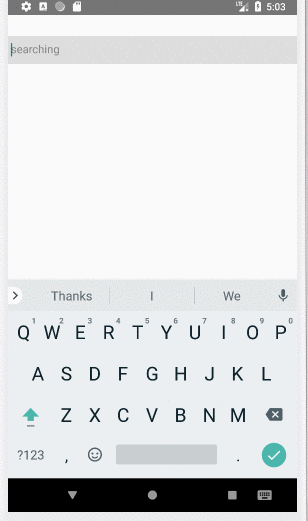 5:03
searching
Thanks I We
1 2 3 4 5 6 7 8 9 0
Q W E R T Y U I O P
A S D F G H J K L
Z X C V B N M
?123 , .